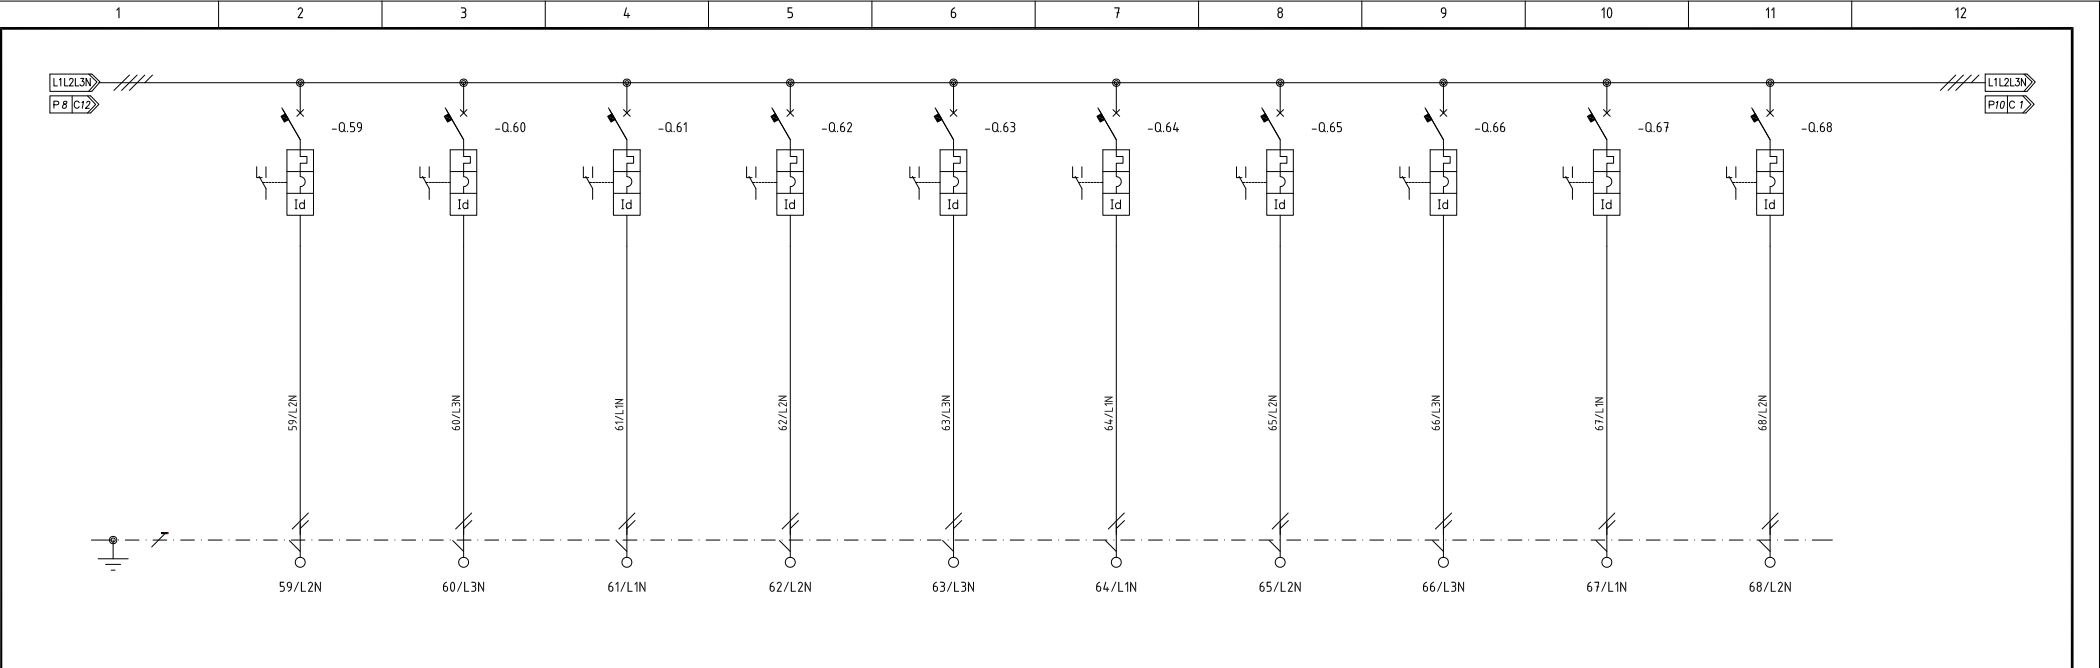 1 2 3 4 5 6 7 8 9 10 11 12
L1L2L3N L1L2L3N
P 8 C12 P10 C 1
-Q.59 -Q.60 -Q.61 -Q.62 -Q.63 -Q.64 -Q.65 -Q.66 -Q.67 -Q.68
Id Id Id Id Id Id Id Id Id Id
59/L2N 60/L3N 61/L1N 62/L2N 63/L3N 64/L1N 65/L2N 66/L3N 67/L1N 68/L2N
59/L2N 60/L3N 61/L1N 62/L2N 63/L3N 64/L1N 65/L2N 66/L3N 67/L1N 68/L2N